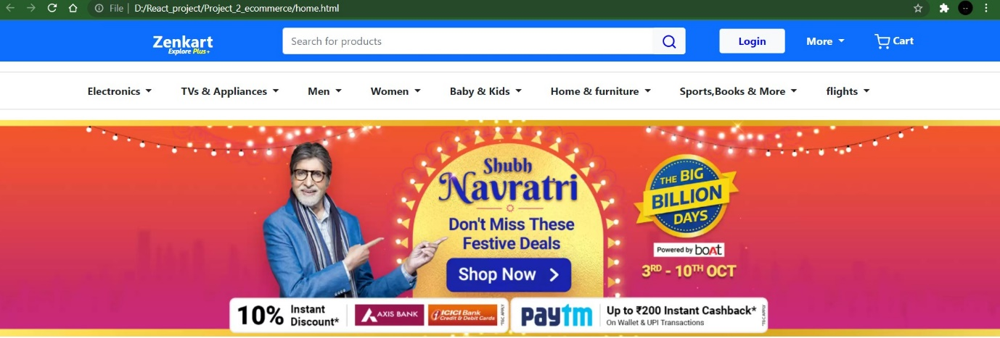 File | D:/React_project/Project_2_ecommerce/home.html
Zenkart
Explore Plus+
Search for products
Login
More
Cart
Electronics
TVs & Appliances
Men
Women
Baby & Kids
Home & furniture
Sports,Books & More
flights
Shubh
Navratri
Don't Miss These
Festive Deals
Shop Now
THE BIG
BILLION
DAYS
Powered by boAt
3RD - 10TH OCT
10% Instant
Discount*
AXIS BANK
ICICI Bank
Credit & Debit Cards
*T&C APPLY
paytm
Up to ₹200 Instant Cashback*
On Wallet & UPI Transactions
*T&C APPLY